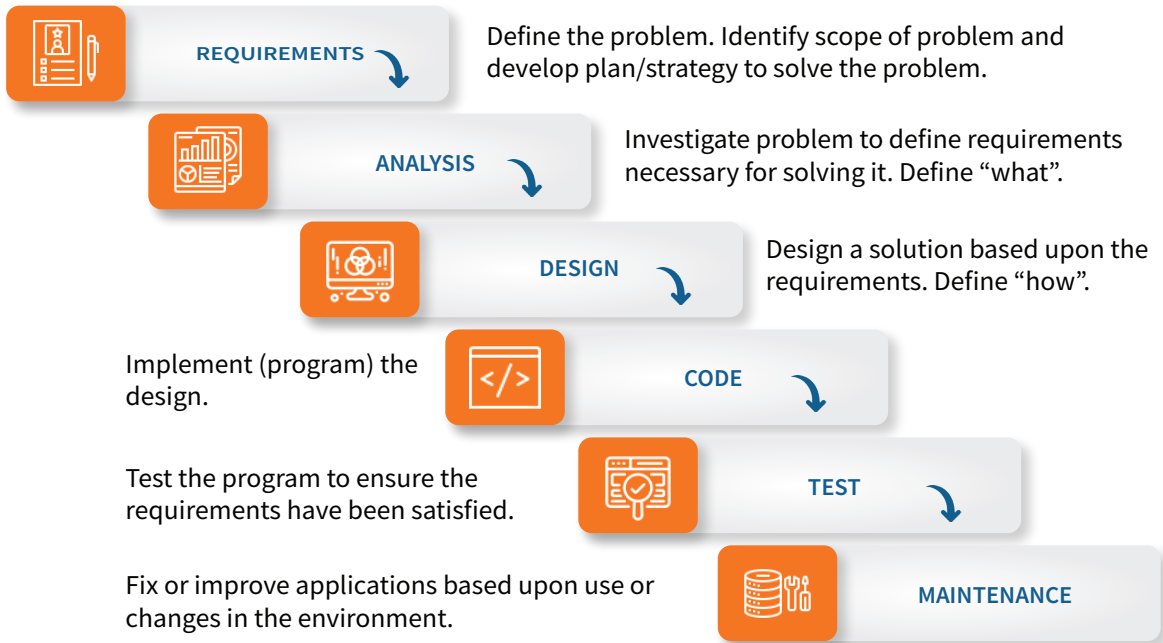 REQUIREMENTS
Define the problem. Identify scope of problem and
develop plan/strategy to solve the problem.
ANALYSIS
Investigate problem to define requirements
necessary for solving it. Define “what”.
DESIGN
Design a solution based upon the
requirements. Define “how”.
Implement (program) the
design.
</>
CODE
Test the program to ensure the
requirements have been satisfied.
TEST
Fix or improve applications based upon use or
changes in the environment.
MAINTENANCE